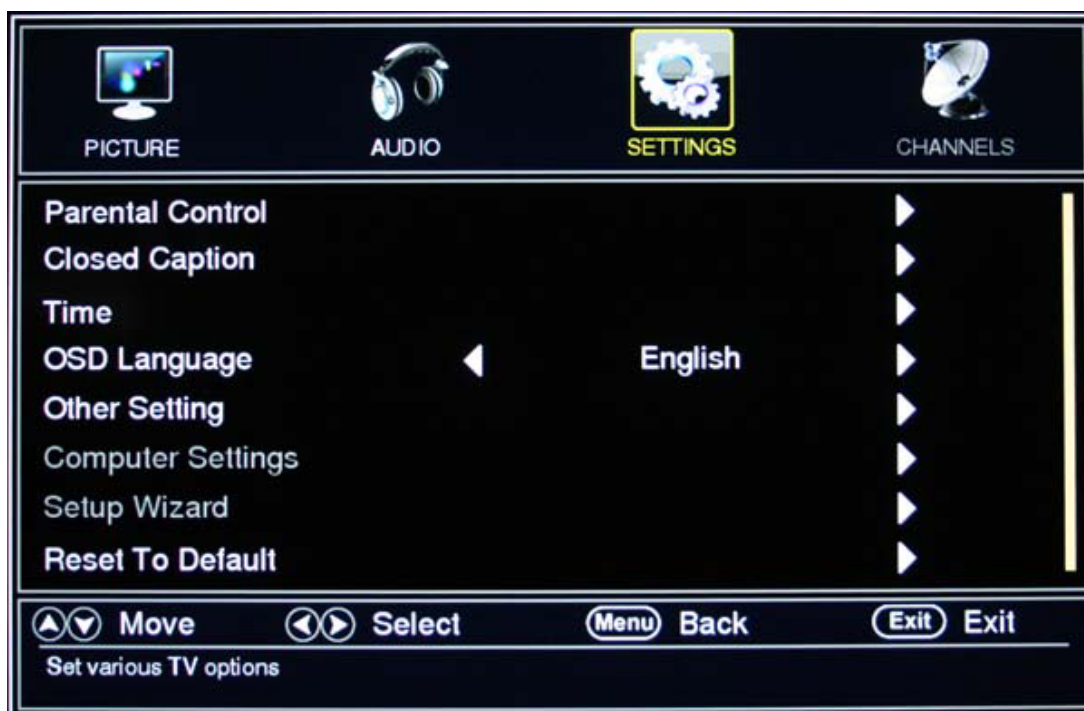 PICTURE AUDIO SETTINGS CHANNELS
Parental Control
Closed Caption
Time
OSD Language English
Other Setting
Computer Settings
Setup Wizard
Reset To Default
Move Select Menu Back Exit Exit
Set various TV options